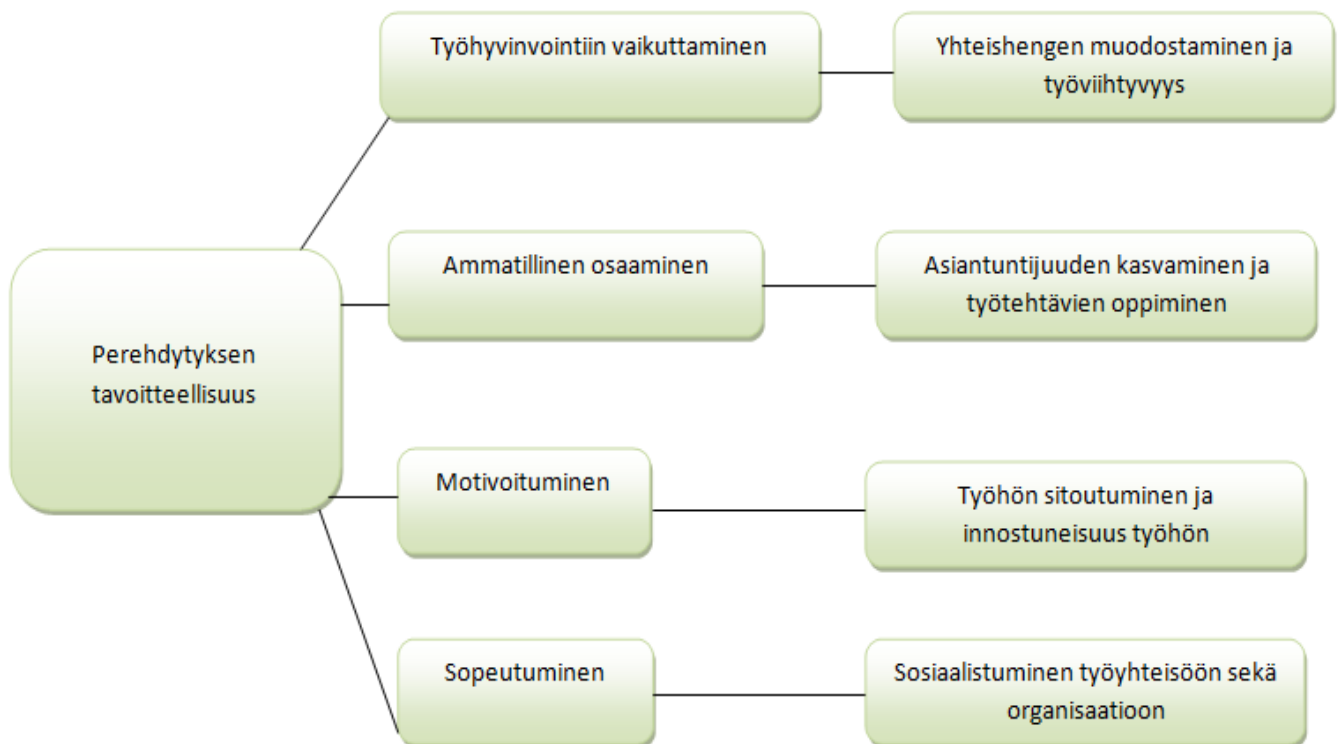 Työhyvinvointiin vaikuttaminen
Yhteishengen muodostaminen ja
työviihtyvyys
Ammatillinen osaaminen
Asiantuntijuuden kasvaminen ja
työtehtävien oppiminen
Perehdytyksen
tavoitteellisuus
Motivoituminen
Työhön sitoutuminen ja
innostuneisuus työhön
Sopeutuminen
Sosiaalistuminen työyhteisöön sekä
organisaatioon